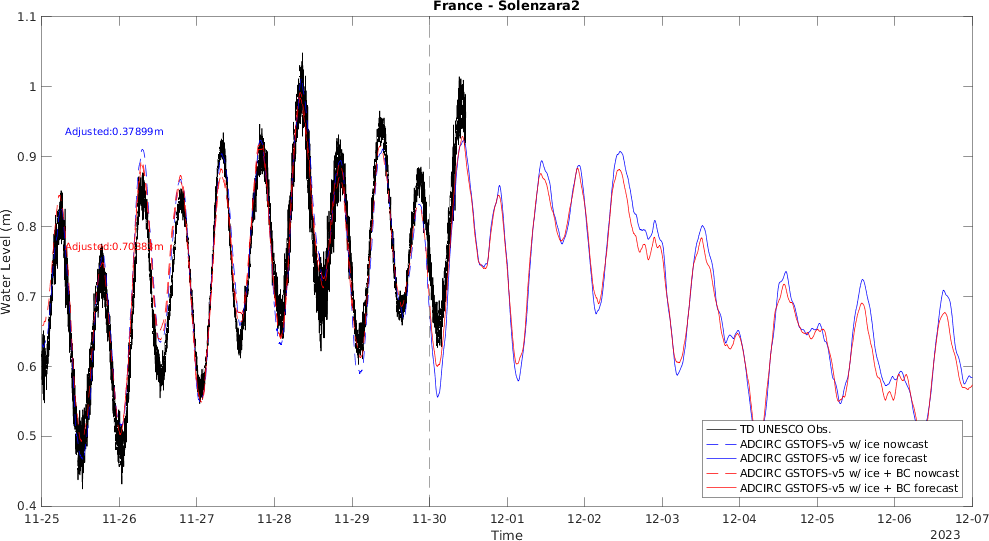 France - Solenzara2
1.1
1
0.9
0.8
0.7
0.6
0.5
0.4
Water Level (m)
Adjusted:0.37899m
TD UNESCO Obs.
ADCIRC GSTOFS-v5 w/ ice nowcast
ADCIRC GSTOFS-v5 w/ ice forecast
ADCIRC GSTOFS-v5 w/ ice + BC nowcast
ADCIRC GSTOFS-v5 w/ ice + BC forecast
11-25 11-26 11-27 11-28 11-29 11-30 12-01 12-02 12-03 12-04 12-05 12-06 12-07
Time
2023